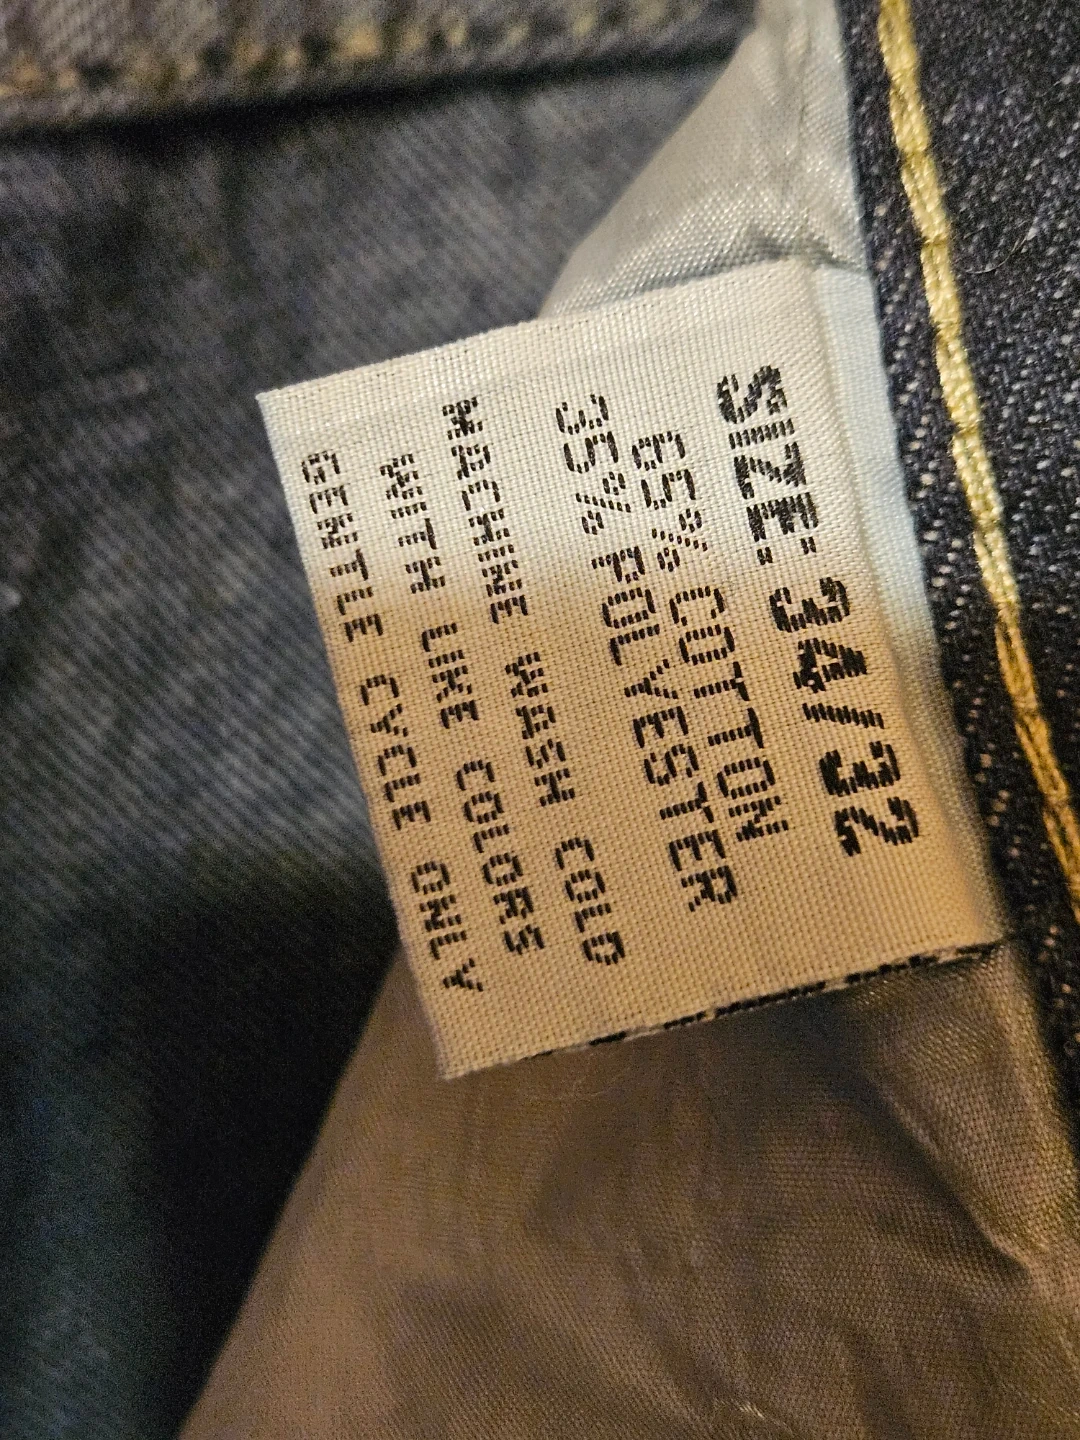 SIZE:34/32
65% COTTON
35% POLYESTER
MACHINE WASH COLD
WITH LIKE COLORS
GENTLE CYCLE ONLY